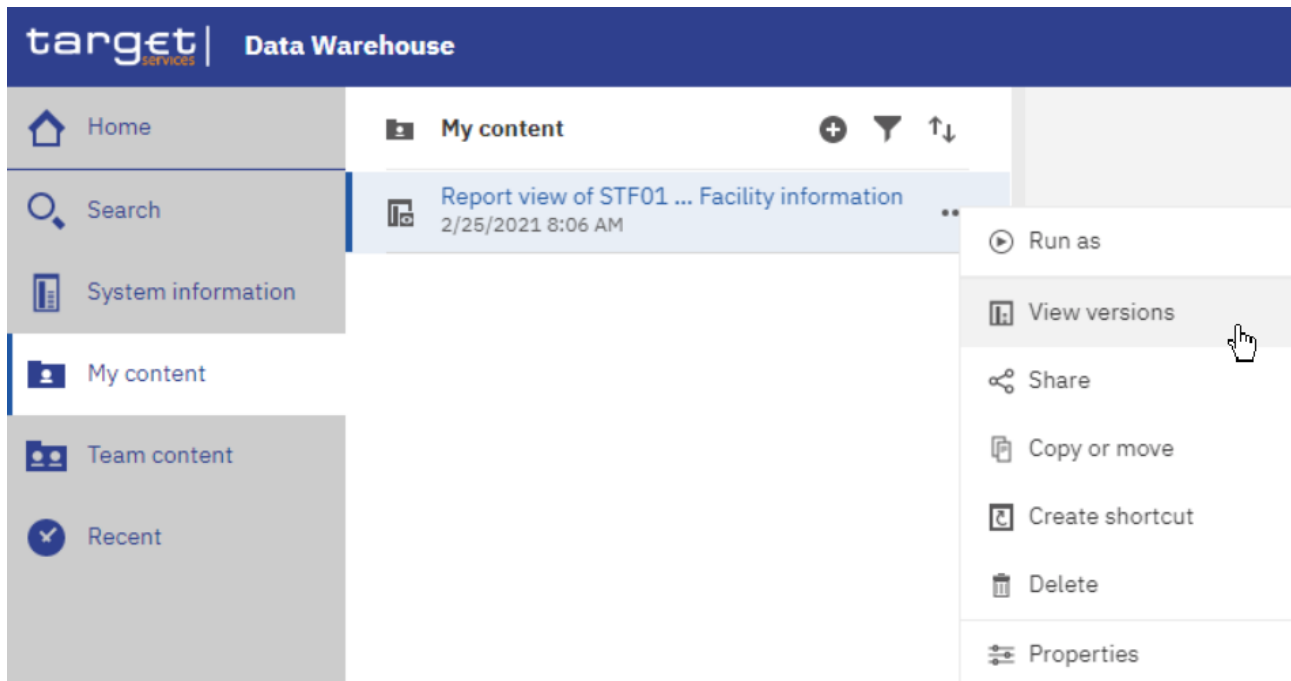 target services | Data Warehouse
Home
Search
System information
My content
Team content
Recent
My content
Report view of STF01 ... Facility information
2/25/2021 8:06 AM
Run as
View versions
Share
Copy or move
Create shortcut
Delete
Properties